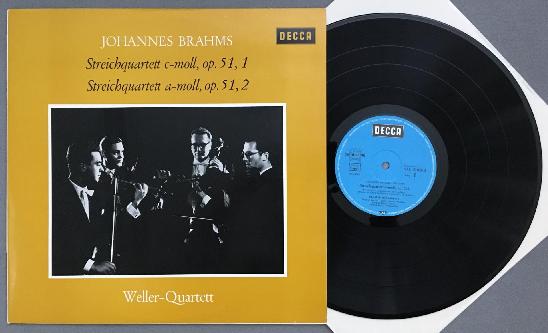 JOHANNES BRAHMS
DECCA
Streichquartett c-moll, op. 51, 1
Streichquartett a-moll, op. 51, 2
Weller-Quartett
DECCA